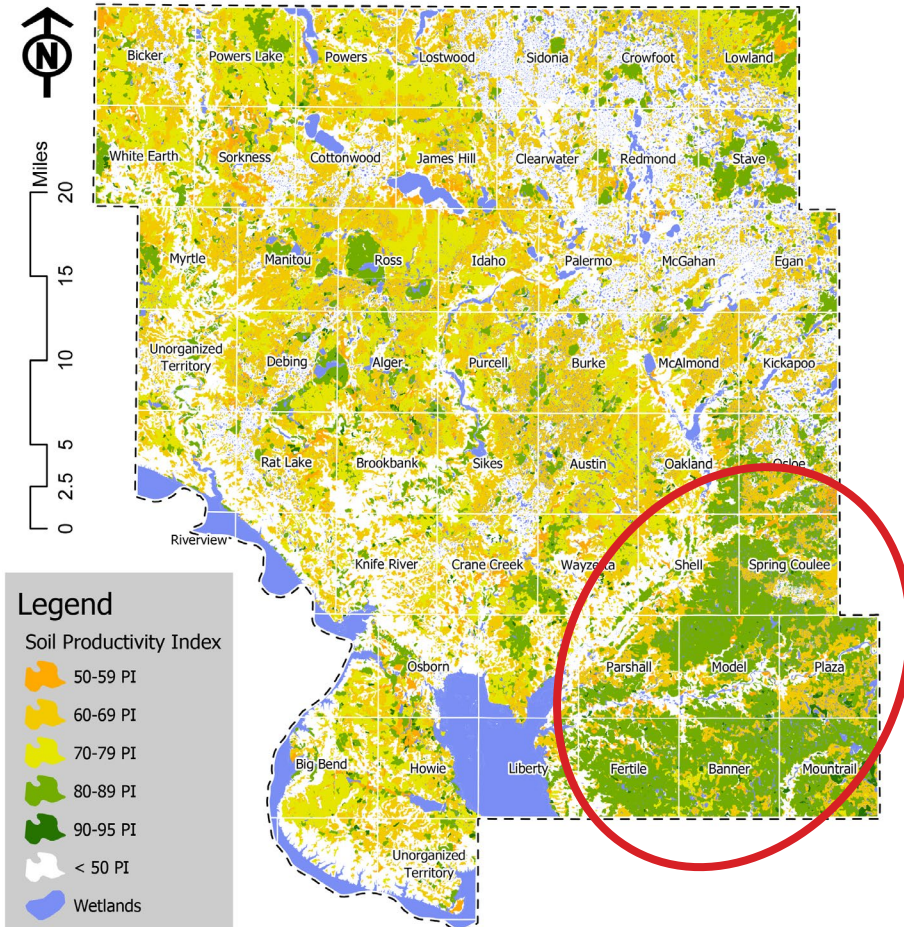 N
Bicker
Powers Lake
Powers
Lostwood
Sidonia
Crowfoot
Lowland
White Earth
Sorkness
Cottonwood
James Hill
Clearwater
Redmond
Stave
Miles
20
15
10
5
2.5
0
Myrtle
Manitou
Ross
Idaho
Palermo
McGahan
Egan
Unorganized
Territory
Debing
Alger
Purcell
Burke
McAlmond
Kickapoo
Rat Lake
Brookbank
Sikes
Austin
Oakland
Osloe
Riverview
Knife River
Crane Creek
Wayzetta
Shell
Spring Coulee
Osborn
Parshall
Model
Plaza
Big Bend
Howie
Liberty
Fertile
Banner
Mountrail
Unorganized
Territory
Legend
Soil Productivity Index
50-59 PI
60-69 PI
70-79 PI
80-89 PI
90-95 PI
< 50 PI
Wetlands